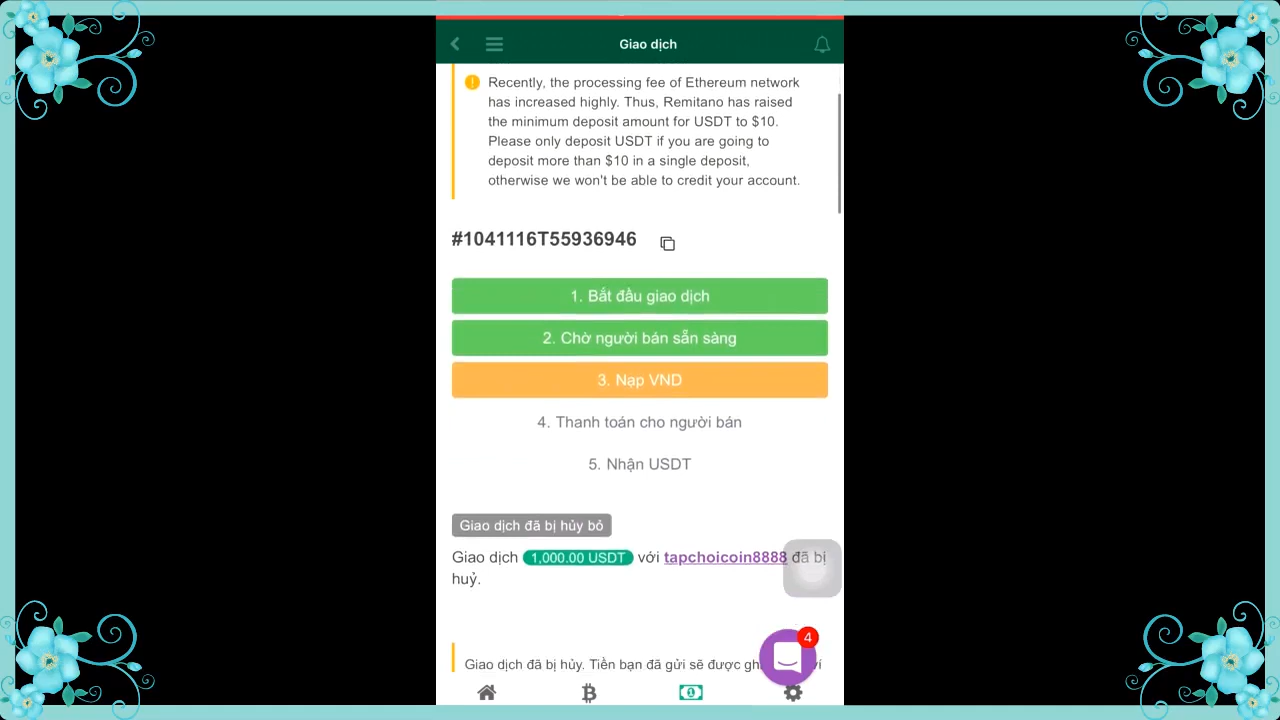 Giao dịch
Recently, the processing fee of Ethereum network
has increased highly. Thus, Remitano has raised
the minimum deposit amount for USDT to $10.
Please only deposit USDT if you are going to
deposit more than $10 in a single deposit,
otherwise we won't be able to credit your account.
#1041116T55936946
1. Bắt đầu giao dịch
2. Chờ người bán sẵn sàng
3. Nạp VND
4. Thanh toán cho người bán
5. Nhận USDT
Giao dịch đã bị hủy bỏ
Giao dịch 1,000.00 USDT với tapchoicoin8888 đã bị
huỷ.
4
Giao dịch đã bị hủy. Tiền bạn đã gửi sẽ được